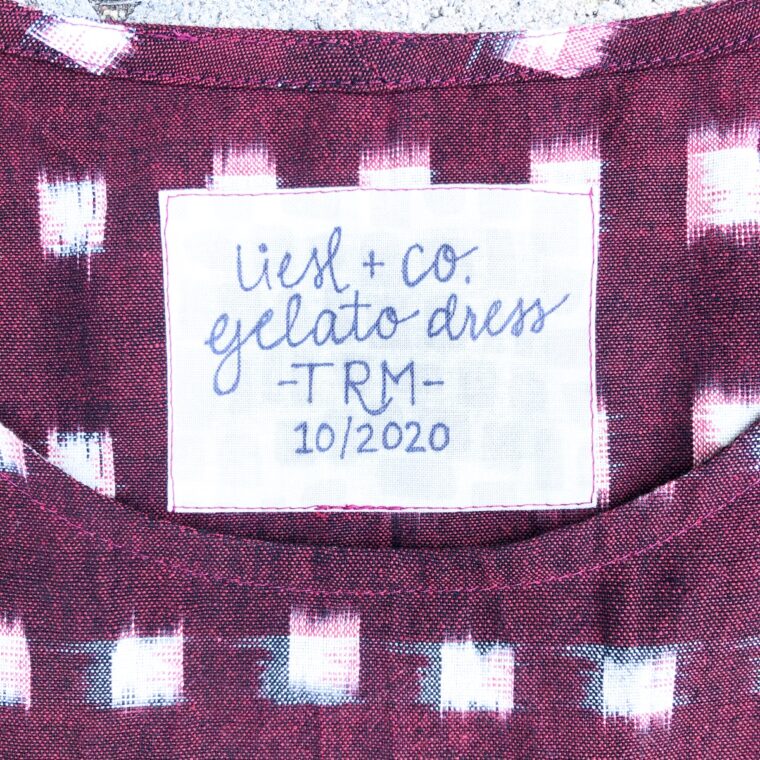 liesl + co.
gelato dress
-TRM-
10/2020